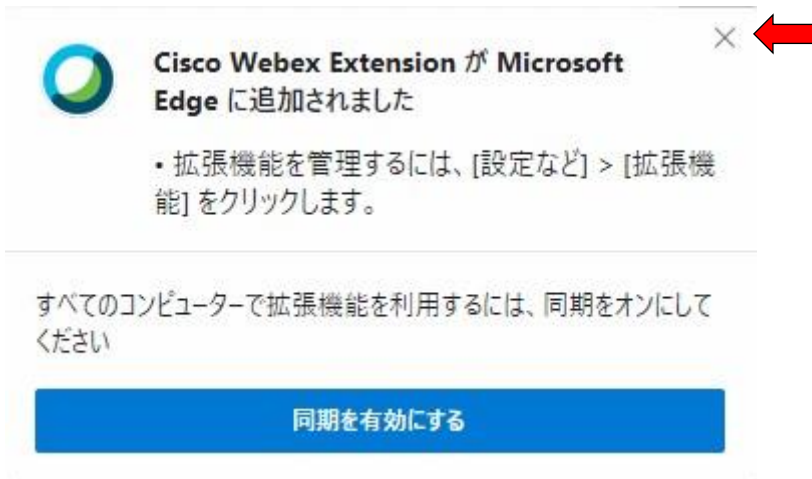 Cisco Webex Extension が Microsoft
Edge に追加されました
• 拡張機能を管理するには、[設定など] > [拡張機
能] をクリックします。
すべてのコンピューターで拡張機能を利用するには、同期をオンにして
ください
同期を有効にする